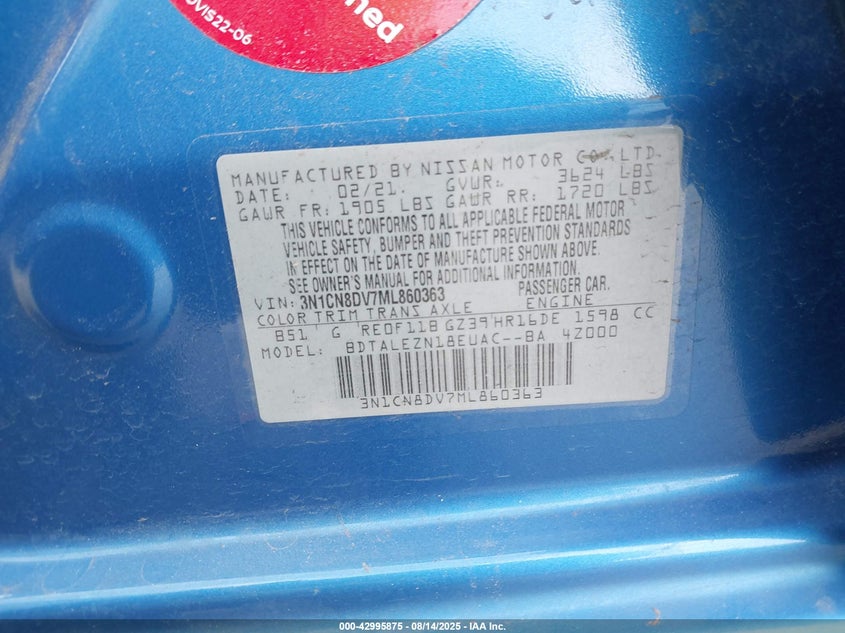 ned
OVIS22-06
MANUFACTURED BY NISSAN MOTOR CO.,LTD.
DATE: 02/21. GVWR: 3624 LBS
GAWR FR: 1905 LBS GAWR RR: 1720 LBS
THIS VEHICLE CONFORMS TO ALL APPLICABLE FEDERAL MOTOR
VEHICLE SAFETY, BUMPER AND THEFT PREVENTION STANDARDS
IN EFFECT ON THE DATE OF MANUFACTURE SHOWN ABOVE.
SEE OWNER'S MANUAL FOR ADDITIONAL INFORMATION.
VIN: 3N1CN8DV7ML860363 PASSENGER CAR.
COLOR TRIM TRANS AXLE ENGINE
B51 G RE0F11B GZ39 HR16DE 1598 CC
MODEL: BDTALEZN18EUAC--BA 4Z000
3N1CN8DV7ML860363
000-42995875 - 08/14/2025 - IAA Inc.